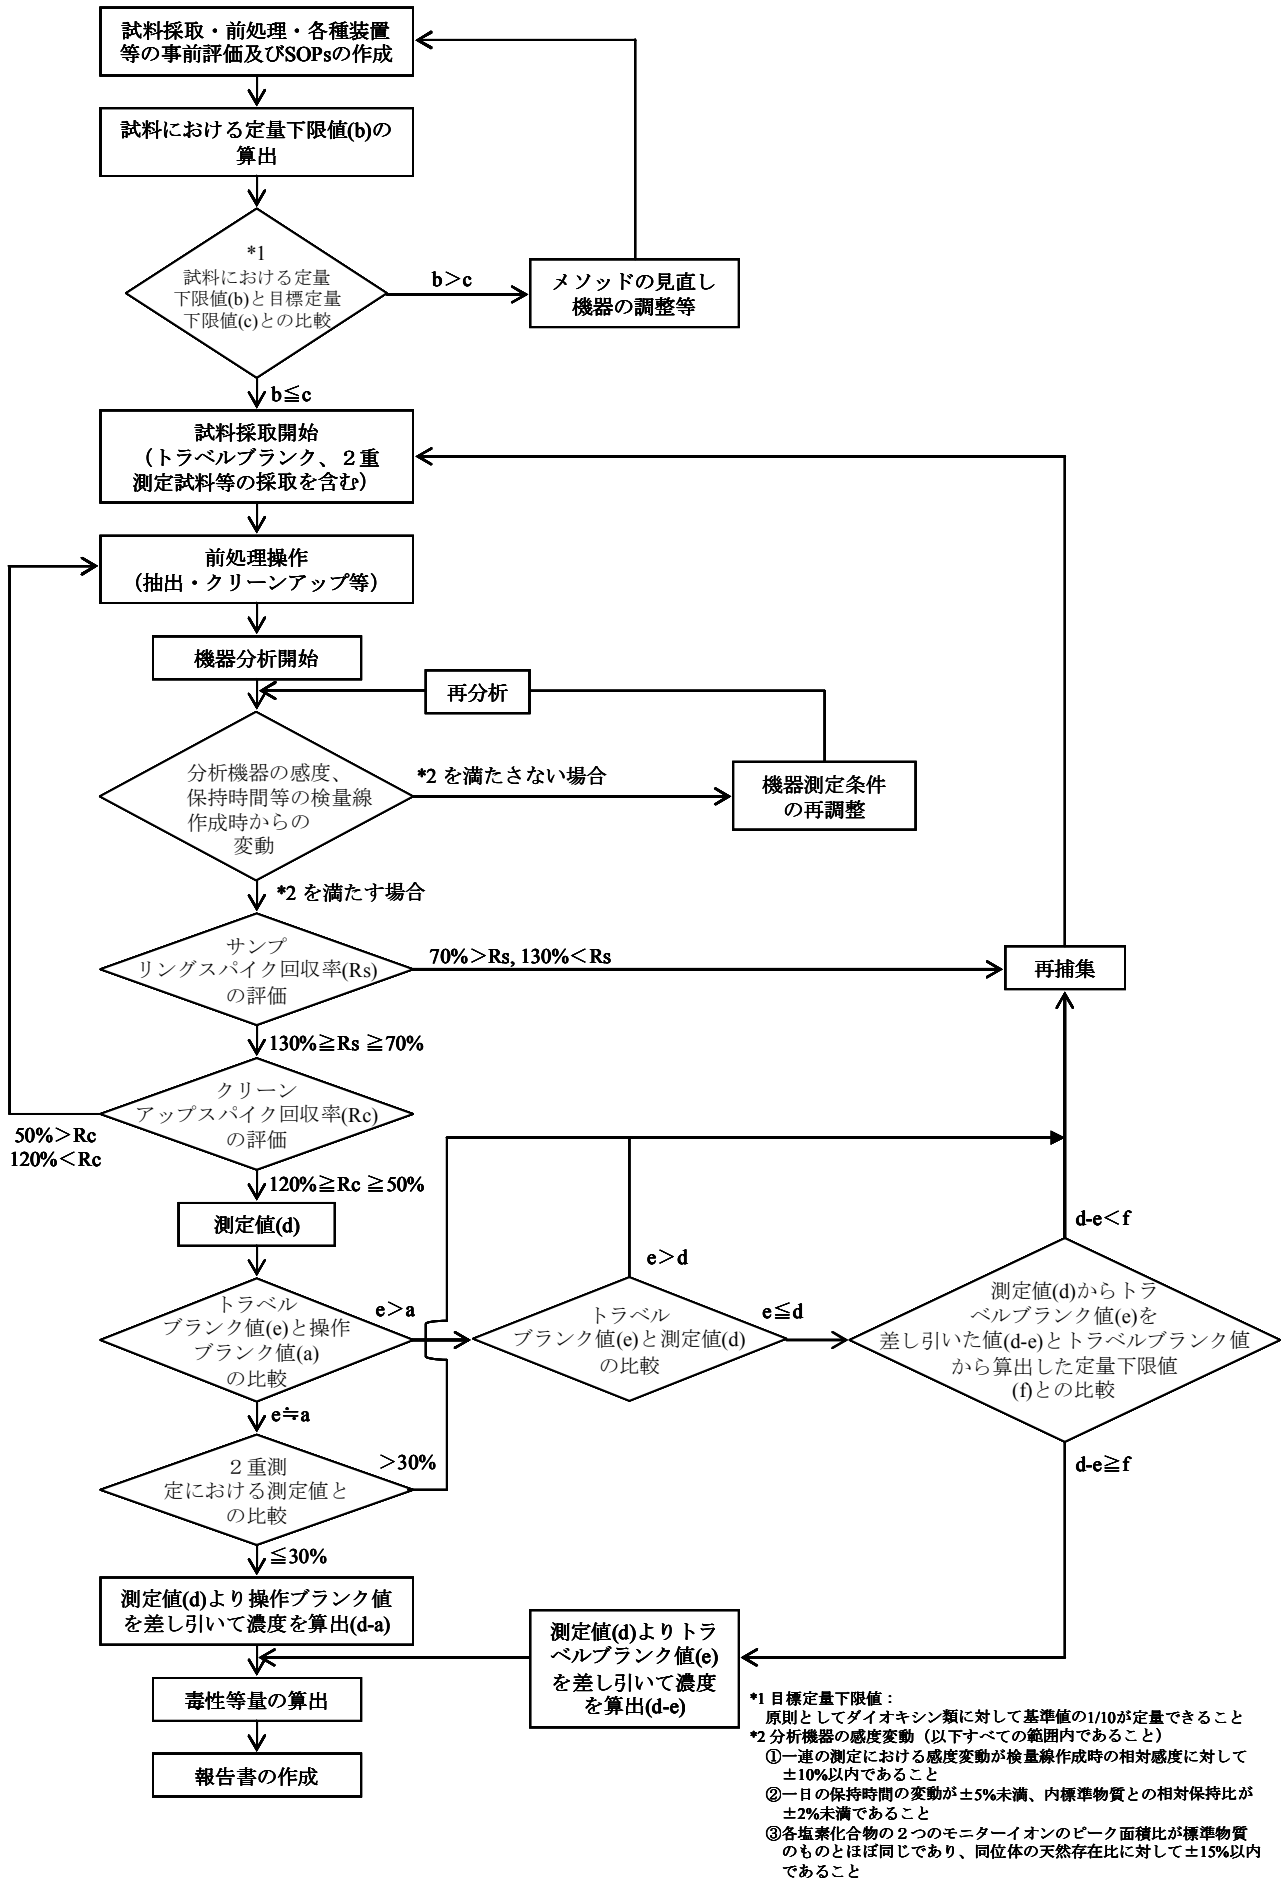 試料採取・前処理・各種装置
等の事前評価及びSOPsの作成
試料における定量下限値(b)の
算出
*1
試料における定量
下限値(b)と目標定量
下限値(c)との比較
b＞c
メソッドの見直し
機器の調整等
b≦c
試料採取開始
（トラベルブランク、２重
測定試料等の採取を含む）
前処理操作
（抽出・クリーンアップ等）
機器分析開始
再分析
分析機器の感度、
保持時間等の検量線
作成時からの
変動
*2 を満たさない場合
機器測定条件
の再調整
*2 を満たす場合
サンプ
リングスパイク回収率(Rs)
の評価
70%＞Rs, 130%＜Rs
再捕集
130%≧Rs ≧70%
クリーン
アップスパイク回収率(Rc)
の評価
50%＞Rc
120%＜Rc
120%≧Rc ≧50%
測定値(d)
トラベル
ブランク値(e)と操作
ブランク値(a)
の比較
e＞a
トラベル
ブランク値(e)と測定値(d)
の比較
e＞d
e≦d
測定値(d)からトラ
ベルブランク値(e)を
差し引いた値(d-e)とトラベルブランク値
から算出した定量下限値
(f)との比較
d-e＜f
e≒a
２重測
定における測定値と
の比較
＞30%
d-e≧f
≦30%
測定値(d)より操作ブランク値
を差し引いて濃度を算出(d-a)
測定値(d)よりトラ
ベルブランク値(e)
を差し引いて濃度
を算出(d-e)
毒性等量の算出
報告書の作成
*1 目標定量下限値：
原則としてダイオキシン類に対して基準値の1/10が定量できること
*2 分析機器の感度変動（以下すべての範囲内であること）
①一連の測定における感度変動が検量線作成時の相対感度に対して
±10%以内であること
②一日の保持時間の変動が±5%未満、内標準物質との相対保持比が
±2%未満であること
③各塩素化合物の２つのモニターイオンのピーク面積比が標準物質
のものとほぼ同じであり、同位体の天然存在比に対して±15%以内
であること